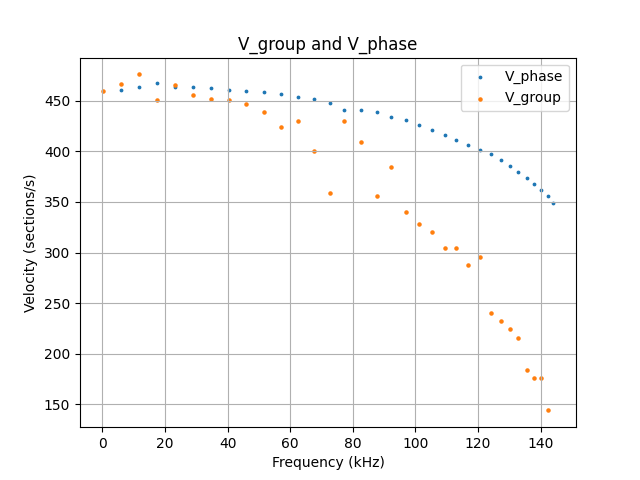 V_group and V_phase
V_phase
V_group
Velocity (sections/s)
450
400
350
300
250
200
150
0 20 40 60 80 100 120 140
Frequency (kHz)